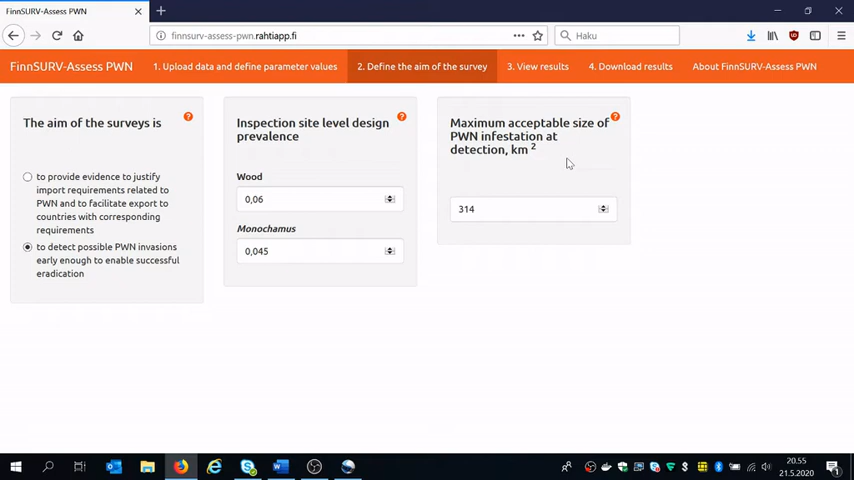 FinnSURV-Assess PWN
finnsurv-assess-pwn.rahtiapp.fi
Haku
FinnSURV-Assess PWN
1. Upload data and define parameter values
2. Define the aim of the survey
3. View results
4. Download results
About FinnSURV-Assess PWN
The aim of the surveys is
?
to provide evidence to justify
import requirements related to
PWN and to facilitate export to
countries with corresponding
requirements
to detect possible PWN invasions
early enough to enable successful
eradication
Inspection site level design
prevalence
?
Wood
0,06
Monochamus
0,045
Maximum acceptable size of
PWN infestation at
detection, km 2
?
314
20.55
21.5.2020